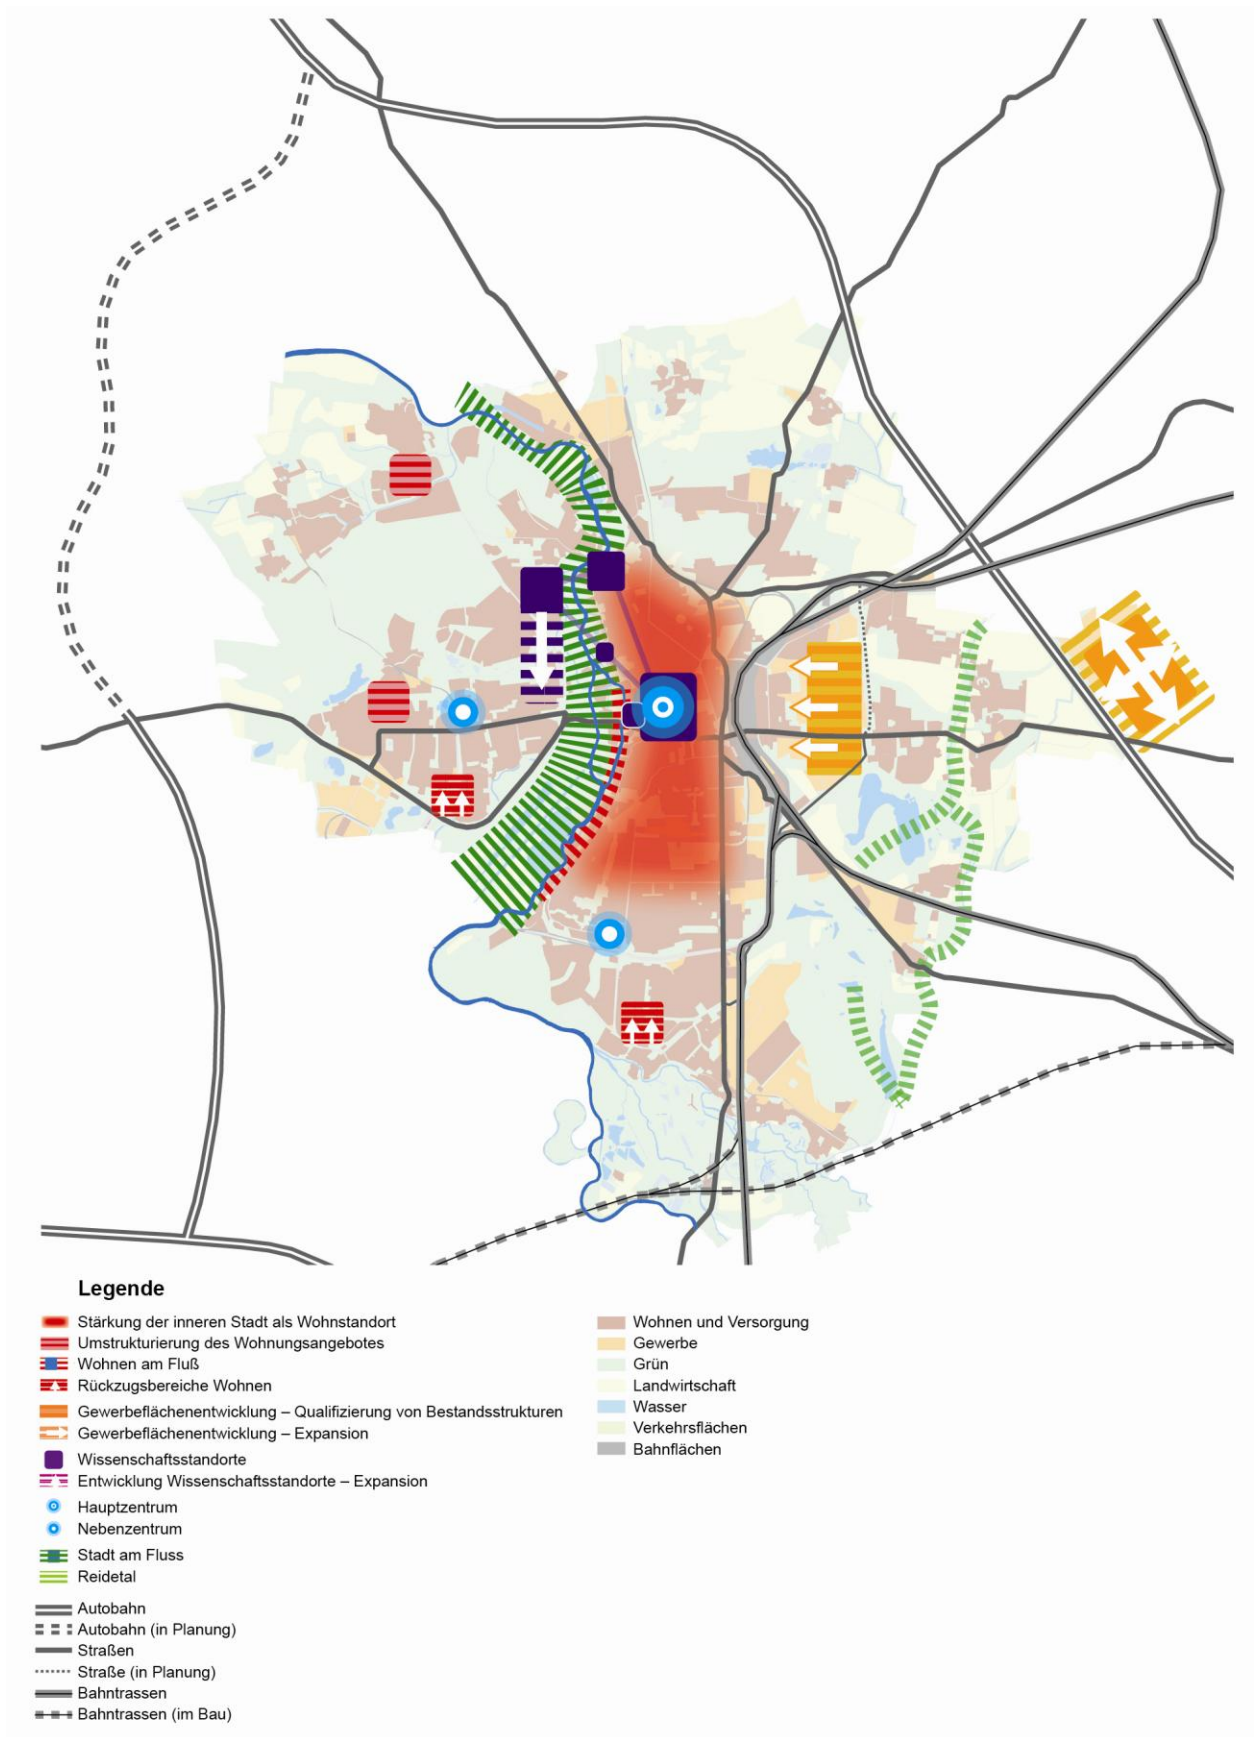 Legende
Stärkung der inneren Stadt als Wohnstandort
Umstrukturierung des Wohnungsangebotes
Wohnen am Fluß
Rückzugsbereiche Wohnen
Gewerbeflächenentwicklung – Qualifizierung von Bestandsstrukturen
Gewerbeflächenentwicklung – Expansion
Wissenschaftsstandorte
Entwicklung Wissenschaftsstandorte – Expansion
Hauptzentrum
Nebenzentrum
Stadt am Fluss
Reidetal
Autobahn
Autobahn (in Planung)
Straßen
Straße (in Planung)
Bahntrassen
Bahntrassen (im Bau)
Wohnen und Versorgung
Gewerbe
Grün
Landwirtschaft
Wasser
Verkehrsflächen
Bahnflächen